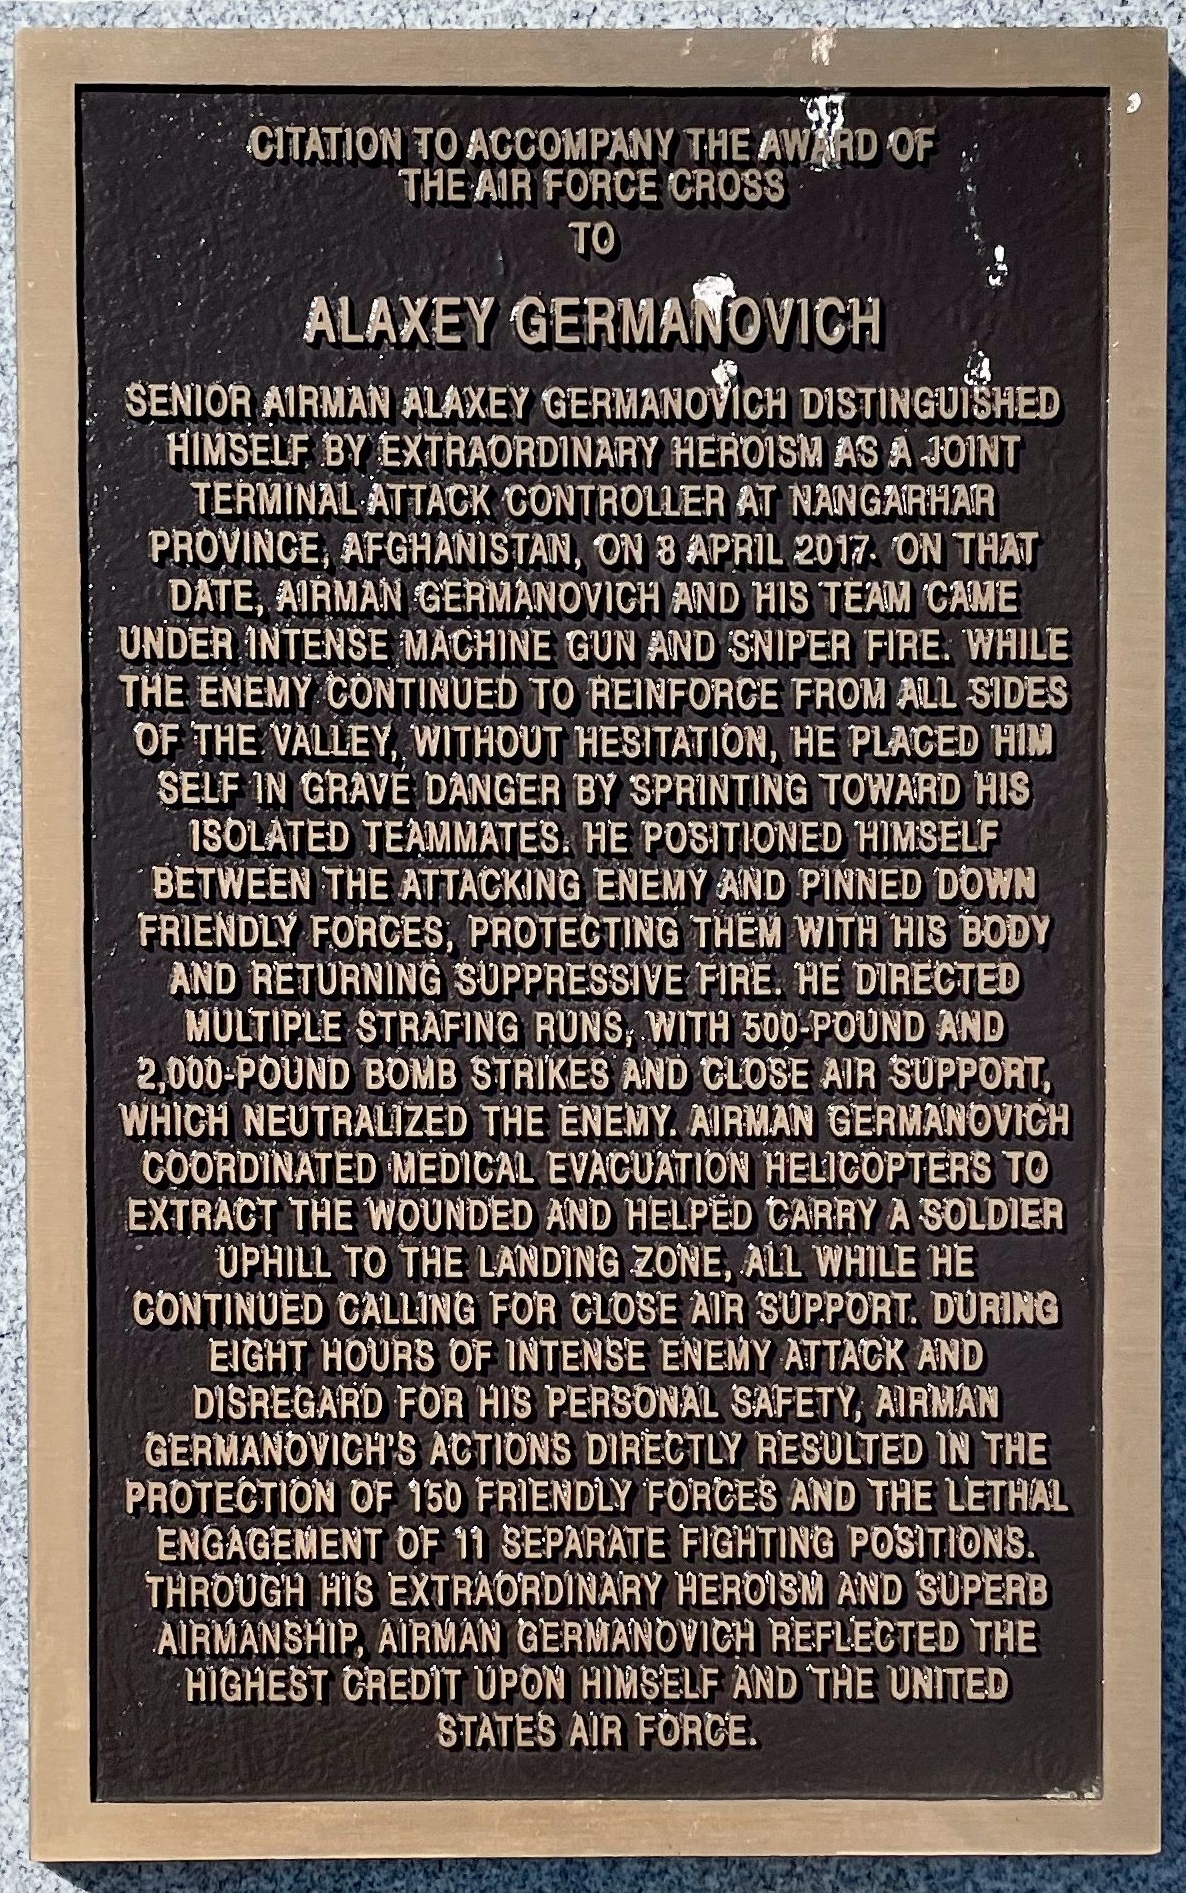 CITATION TO ACCOMPANY THE AWARD OF
THE AIR FORCE CROSS
TO
ALAXEY GERMANOVICH
SENIOR AIRMAN ALAXEY GERMANOVICH DISTINGUISHED
HIMSELF BY EXTRAORDINARY HEROISM AS A JOINT
TERMINAL ATTACK CONTROLLER AT NANGARHAR
PROVINCE, AFGHANISTAN, ON 8 APRIL 2017. ON THAT
DATE, AIRMAN GERMANOVICH AND HIS TEAM CAME
UNDER INTENSE MACHINE GUN AND SNIPER FIRE. WHILE
THE ENEMY CONTINUED TO REINFORCE FROM ALL SIDES
OF THE VALLEY, WITHOUT HESITATION, HE PLACED HIM
SELF IN GRAVE DANGER BY SPRINTING TOWARD HIS
ISOLATED TEAMMATES. HE POSITIONED HIMSELF
BETWEEN THE ATTACKING ENEMY AND PINNED DOWN
FRIENDLY FORCES, PROTECTING THEM WITH HIS BODY
AND RETURNING SUPPRESSIVE FIRE. HE DIRECTED
MULTIPLE STRAFING RUNS, WITH 500-POUND AND
2,000-POUND BOMB STRIKES AND CLOSE AIR SUPPORT,
WHICH NEUTRALIZED THE ENEMY. AIRMAN GERMANOVICH
COORDINATED MEDICAL EVACUATION HELICOPTERS TO
EXTRACT THE WOUNDED AND HELPED CARRY A SOLDIER
UPHILL TO THE LANDING ZONE, ALL WHILE HE
CONTINUED CALLING FOR CLOSE AIR SUPPORT. DURING
EIGHT HOURS OF INTENSE ENEMY ATTACK AND
DISREGARD FOR HIS PERSONAL SAFETY, AIRMAN
GERMANOVICH'S ACTIONS DIRECTLY RESULTED IN THE
PROTECTION OF 150 FRIENDLY FORCES AND THE LETHAL
ENGAGEMENT OF 11 SEPARATE FIGHTING POSITIONS.
THROUGH HIS EXTRAORDINARY HEROISM AND SUPERB
AIRMANSHIP, AIRMAN GERMANOVICH REFLECTED THE
HIGHEST CREDIT UPON HIMSELF AND THE UNITED
STATES AIR FORCE.